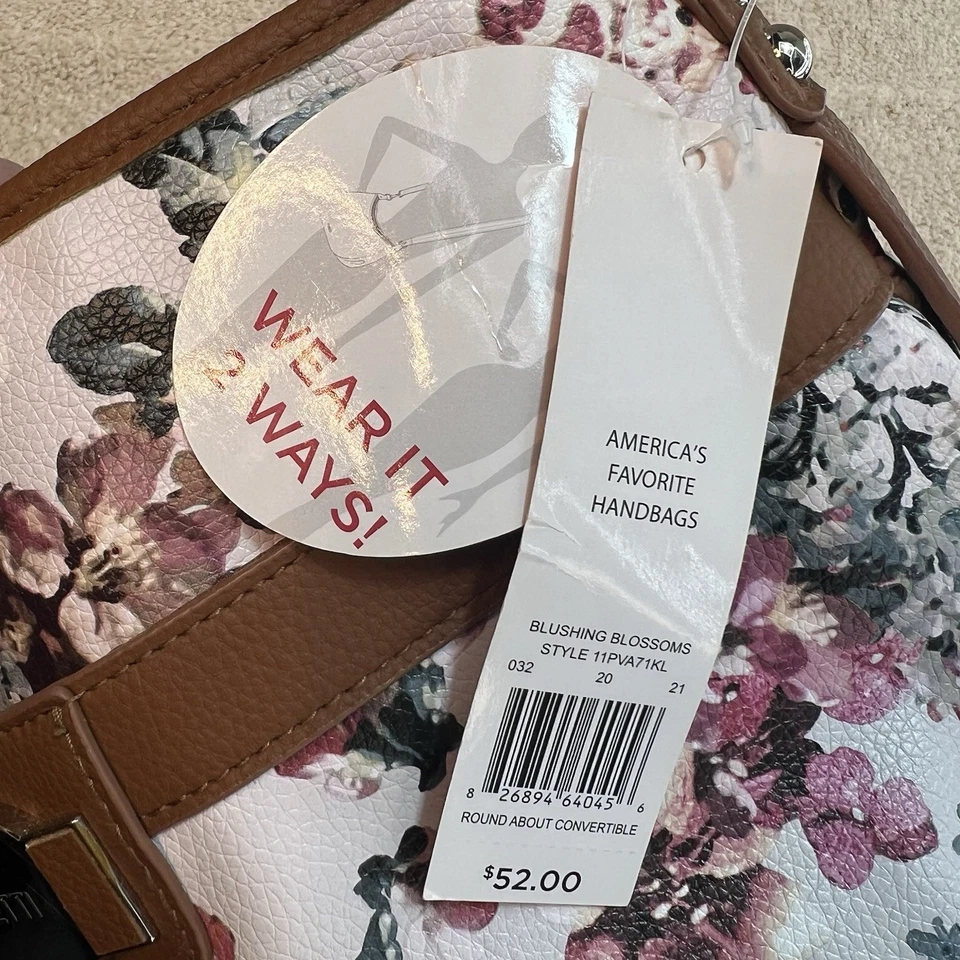 WEAR IT
2 WAYS!
AMERICA'S
FAVORITE
HANDBAGS
BLUSHING BLOSSOMS
STYLE 11PVA71KL
032 20 21
8 26894 64045 6
ROUND ABOUT CONVERTIBLE
$52.00